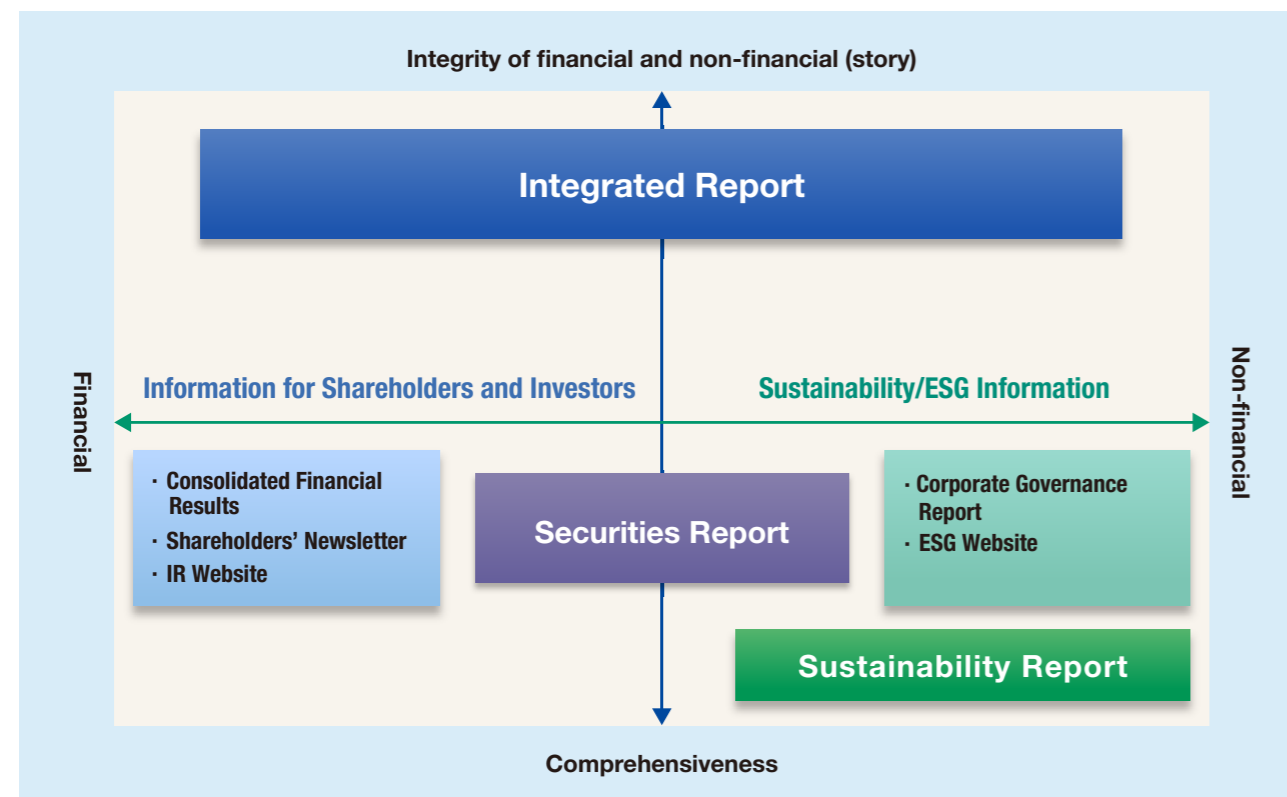 Integrity of financial and non-financial (story)
Integrated Report
Financial
Information for Shareholders and Investors
Sustainability/ESG Information
Non-financial
· Consolidated Financial
Results
· Shareholders’ Newsletter
· IR Website
Securities Report
· Corporate Governance
Report
· ESG Website
Sustainability Report
Comprehensiveness